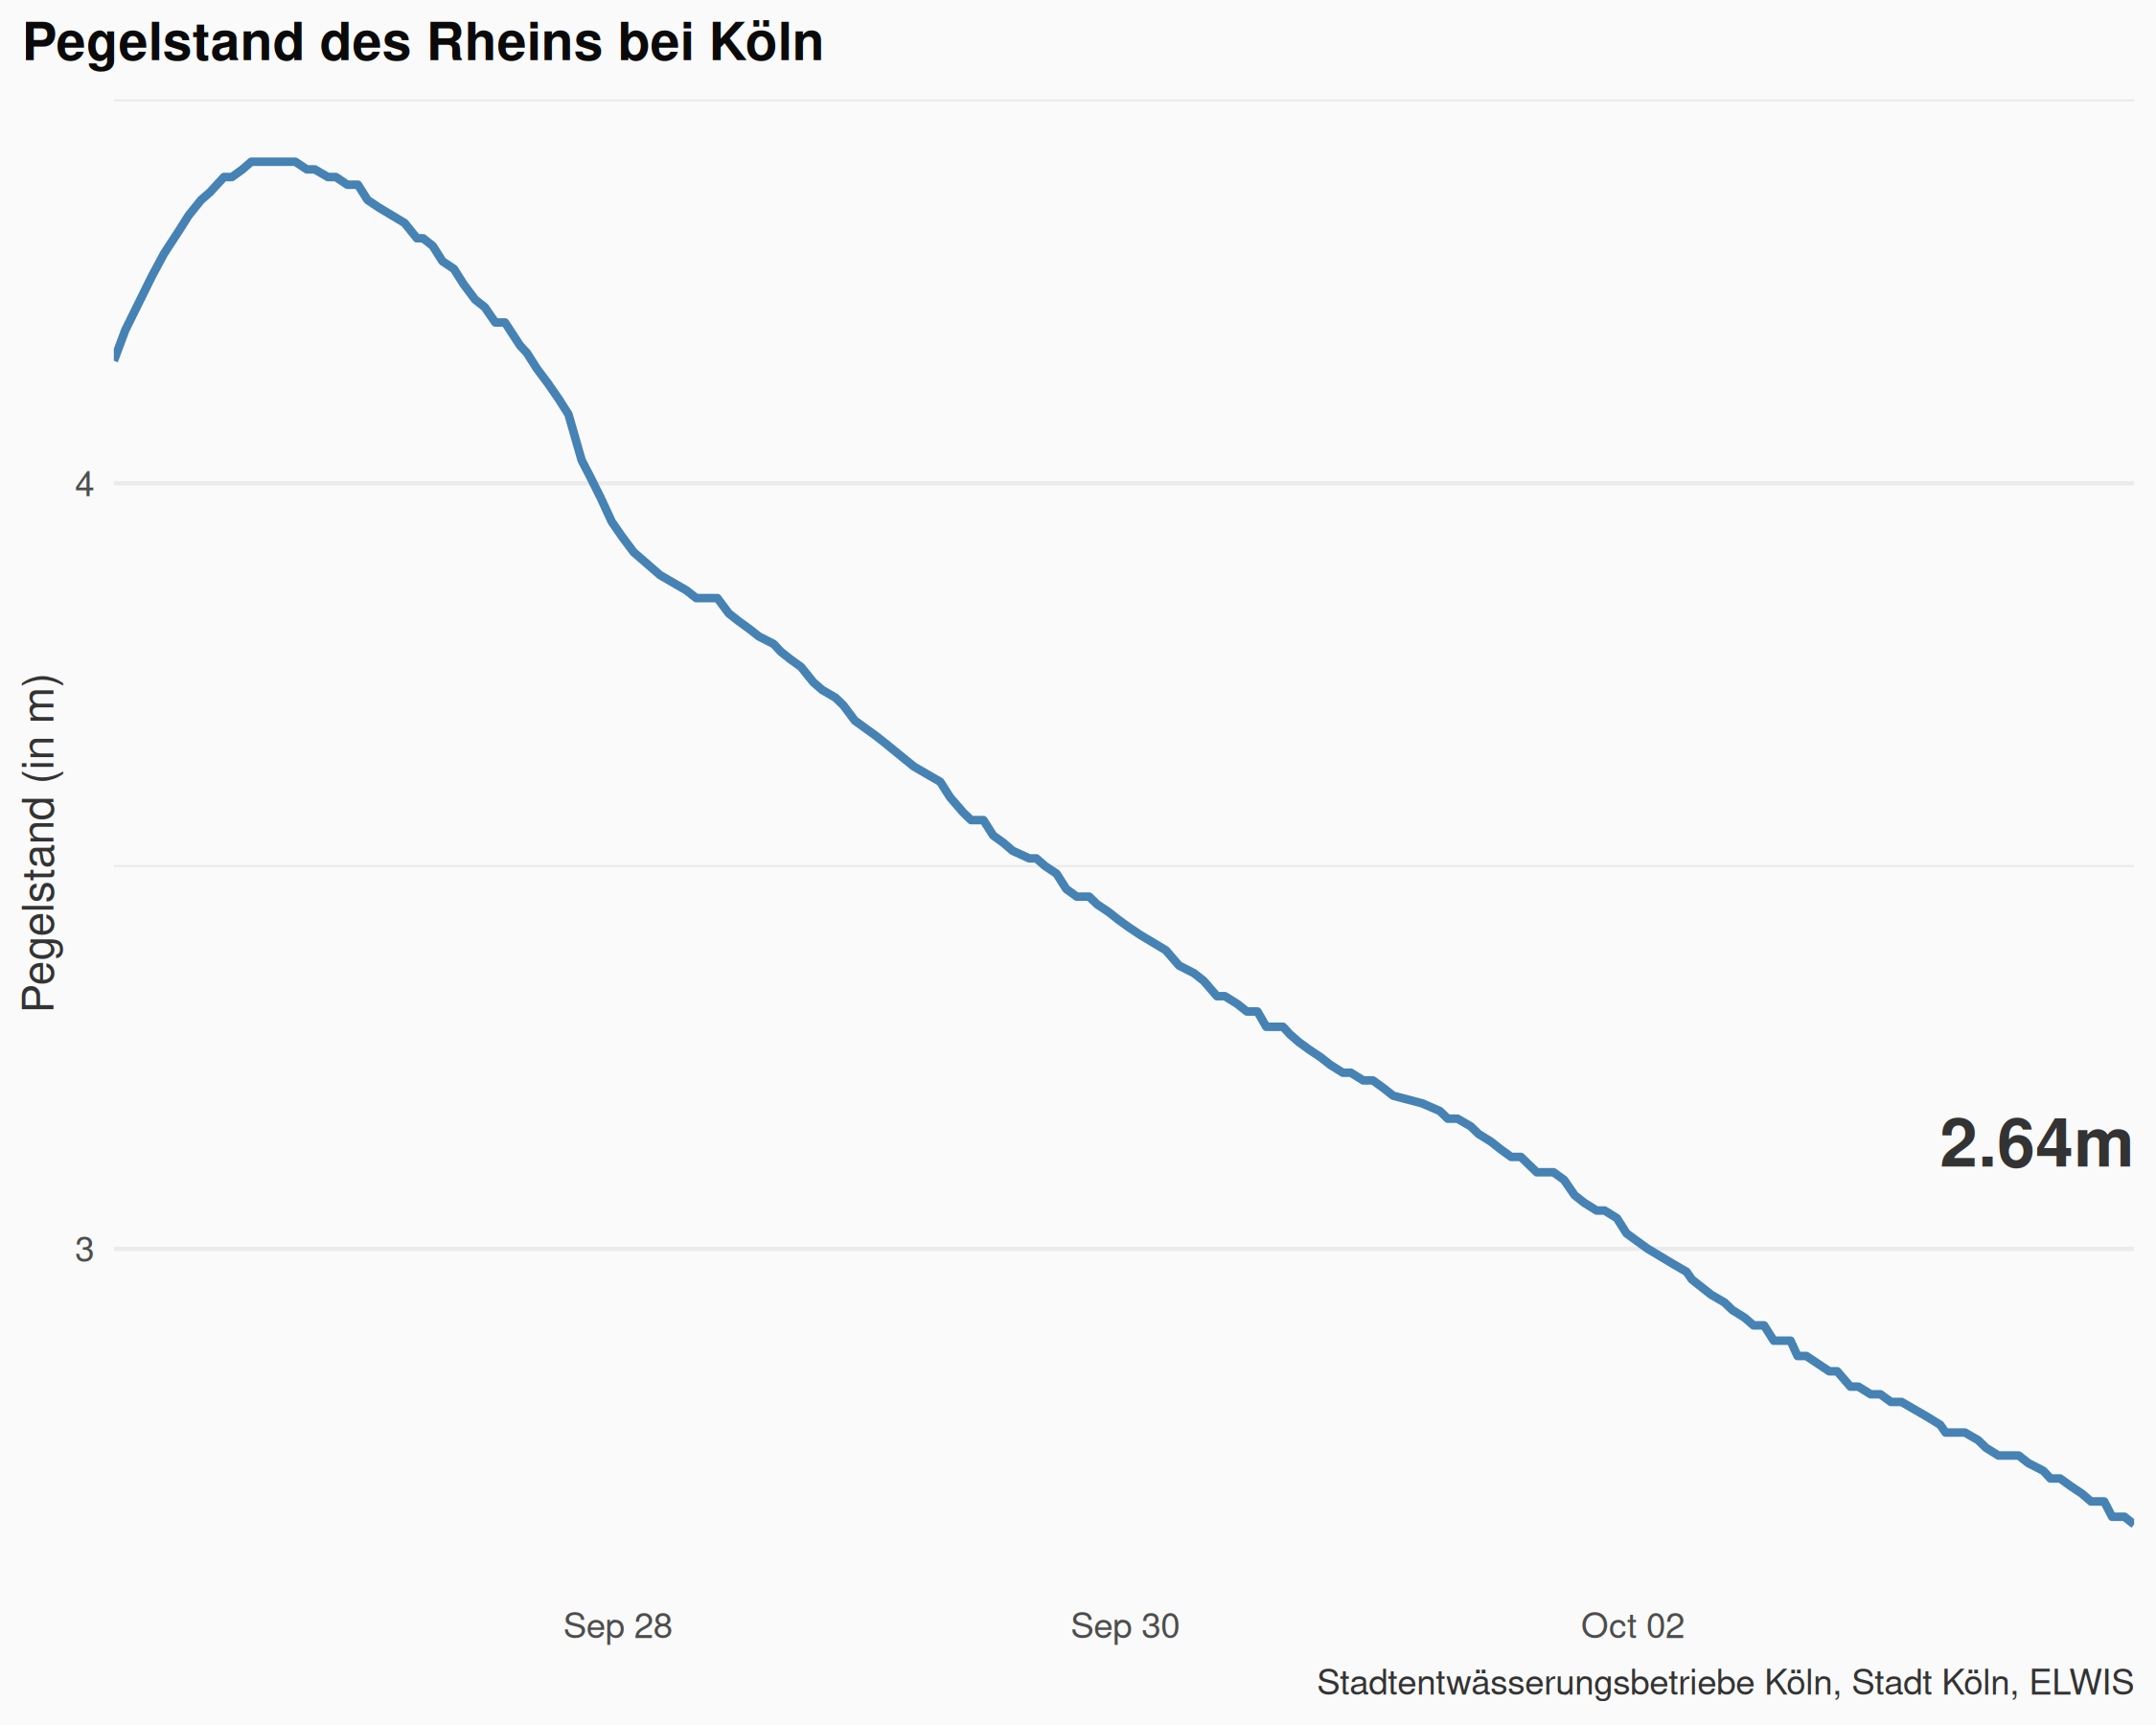 Pegelstand des Rheins bei Köln
Pegelstand (in m)
4
3
2.64m
Sep 28
Sep 30
Oct 02
Stadtentwässerungsbetriebe Köln, Stadt Köln, ELWIS